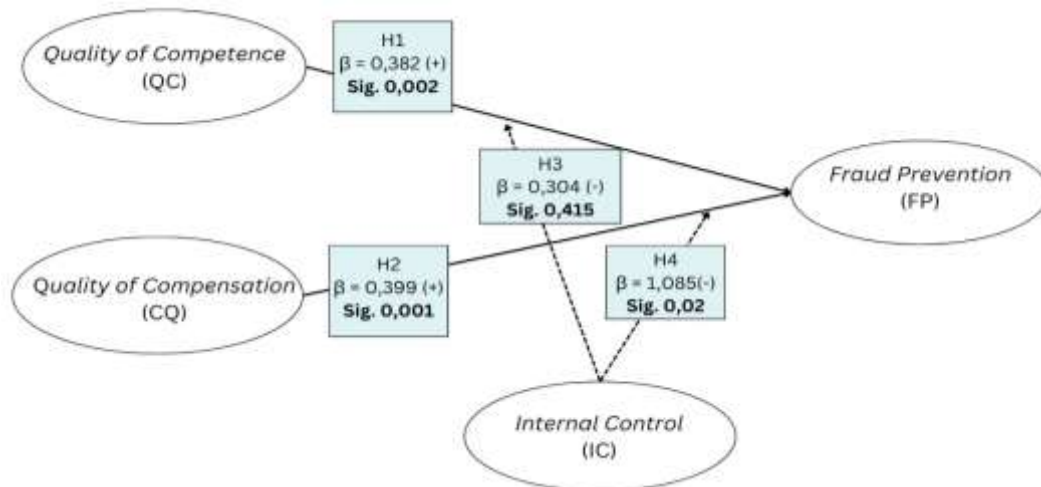 Quality of Competence
(QC)
H1
β = 0,382 (+)
Sig. 0,002
H3
β = 0,304 (-)
Sig. 0,415
Fraud Prevention
(FP)
Quality of Compensation
(CQ)
H2
β = 0,399 (+)
Sig. 0,001
H4
β = 1,085(-)
Sig. 0,02
Internal Control
(IC)